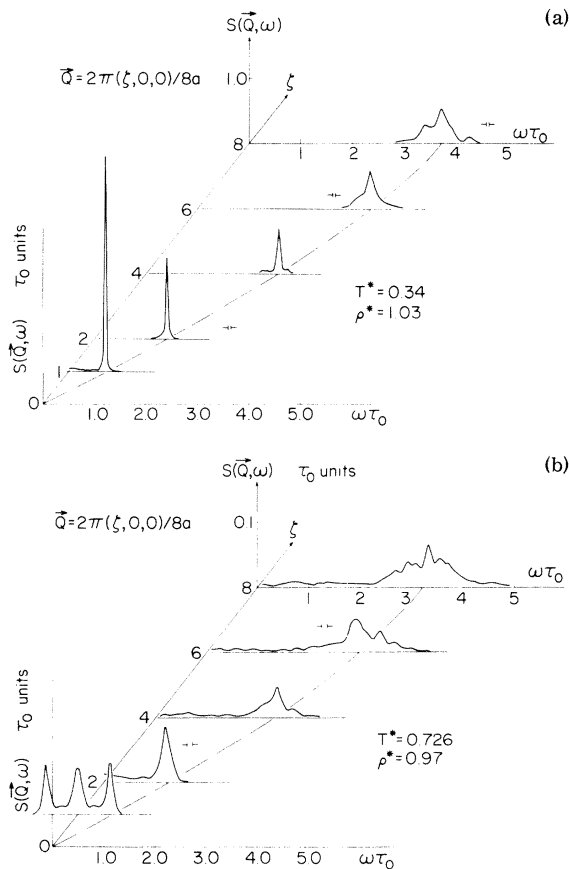 (a)
S(Q⃗,ω)
Q⃗=2π(ζ,0,0)/8a
1.0
ζ
8
1 2 3 4 5 ωτ₀
6
4
T*=0.34
ρ*=1.03
2
1
0
S(Q⃗,ω) τ₀ units
1.0 2.0 3.0 4.0 5.0 ωτ₀
(b)
S(Q⃗,ω) τ₀ units
Q⃗=2π(ζ,0,0)/8a
0.1
ζ
8
1 2 3 4 5 ωτ₀
6
4
T*=0.726
ρ*=0.97
2
0
S(Q⃗,ω) τ₀ units
1.0 2.0 3.0 4.0 5.0 ωτ₀